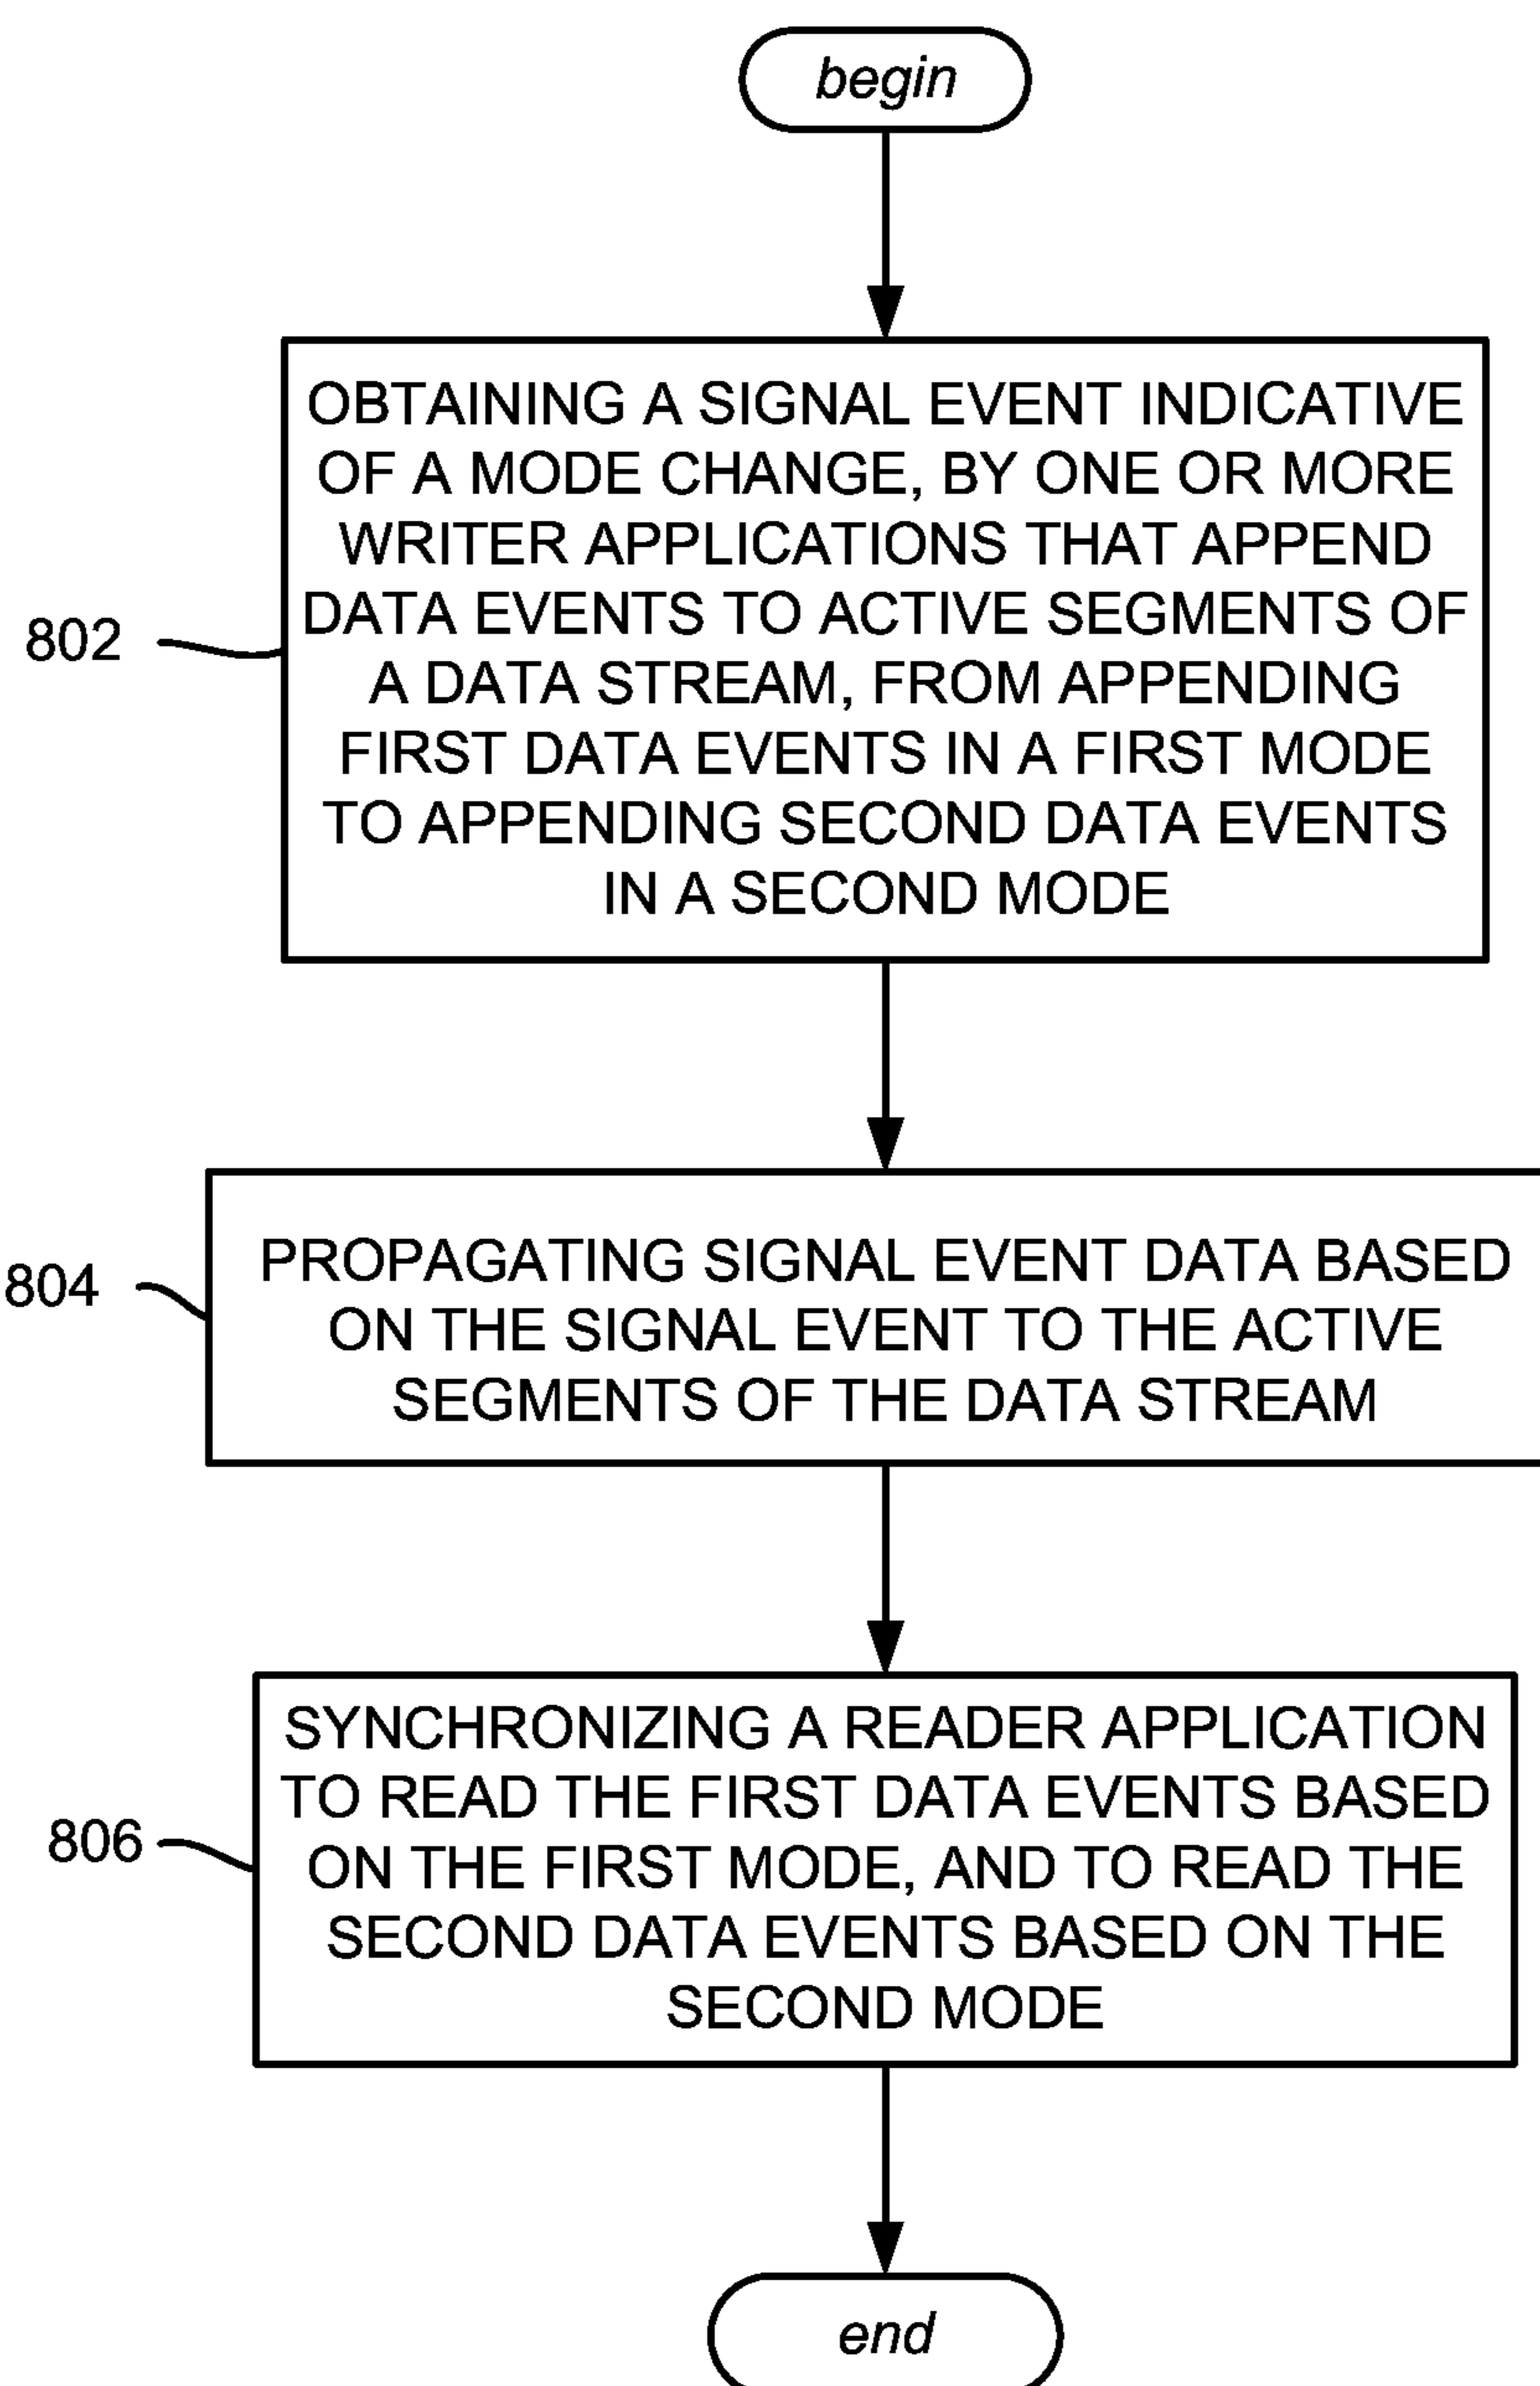 begin
OBTAINING A SIGNAL EVENT INDICATIVE
OF A MODE CHANGE, BY ONE OR MORE
WRITER APPLICATIONS THAT APPEND
DATA EVENTS TO ACTIVE SEGMENTS OF
A DATA STREAM, FROM APPENDING
FIRST DATA EVENTS IN A FIRST MODE
TO APPENDING SECOND DATA EVENTS
IN A SECOND MODE
802
PROPAGATING SIGNAL EVENT DATA BASED
ON THE SIGNAL EVENT TO THE ACTIVE
SEGMENTS OF THE DATA STREAM
804
SYNCHRONIZING A READER APPLICATION
TO READ THE FIRST DATA EVENTS BASED
ON THE FIRST MODE, AND TO READ THE
SECOND DATA EVENTS BASED ON THE
SECOND MODE
806
end